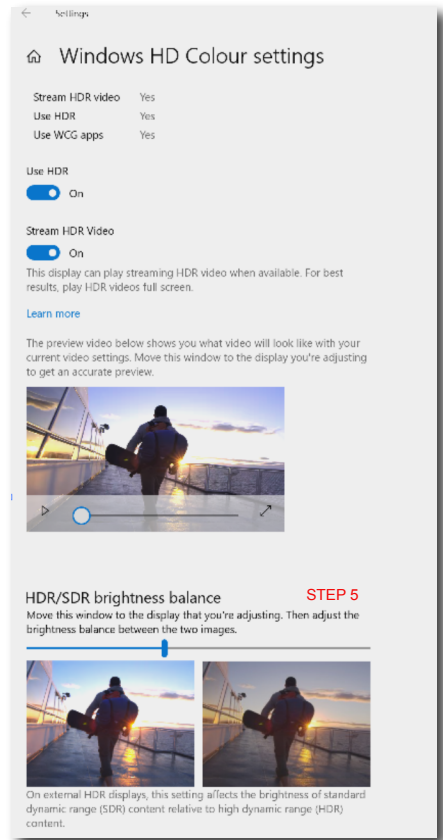 Settings
Windows HD Colour settings
Stream HDR video Yes
Use HDR Yes
Use WCG apps Yes
Use HDR
On
Stream HDR Video
On
This display can play streaming HDR video when available. For best
results, play HDR videos full screen.
Learn more
The preview video below shows you what video will look like with your
current video settings. Move this window to the display you're adjusting
to get an accurate preview.
HDR/SDR brightness balance STEP 5
Move this window to the display that you're adjusting. Then adjust the
brightness balance between the two images.
On external HDR displays, this setting affects the brightness of standard
dynamic range (SDR) content relative to high dynamic range (HDR)
content.